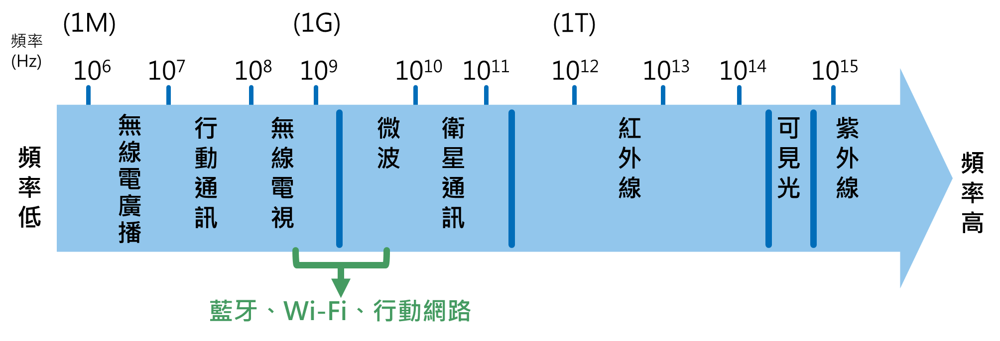 (1M) (1G) (1T)
頻率
(Hz)
10⁶ 10⁷ 10⁸ 10⁹ 10¹⁰ 10¹¹ 10¹² 10¹³ 10¹⁴ 10¹⁵
頻率低
無線電廣播
行動通訊
無線電視
微波
衛星通訊
紅外線
可見光
紫外線
頻率高
藍牙、Wi-Fi、行動網路